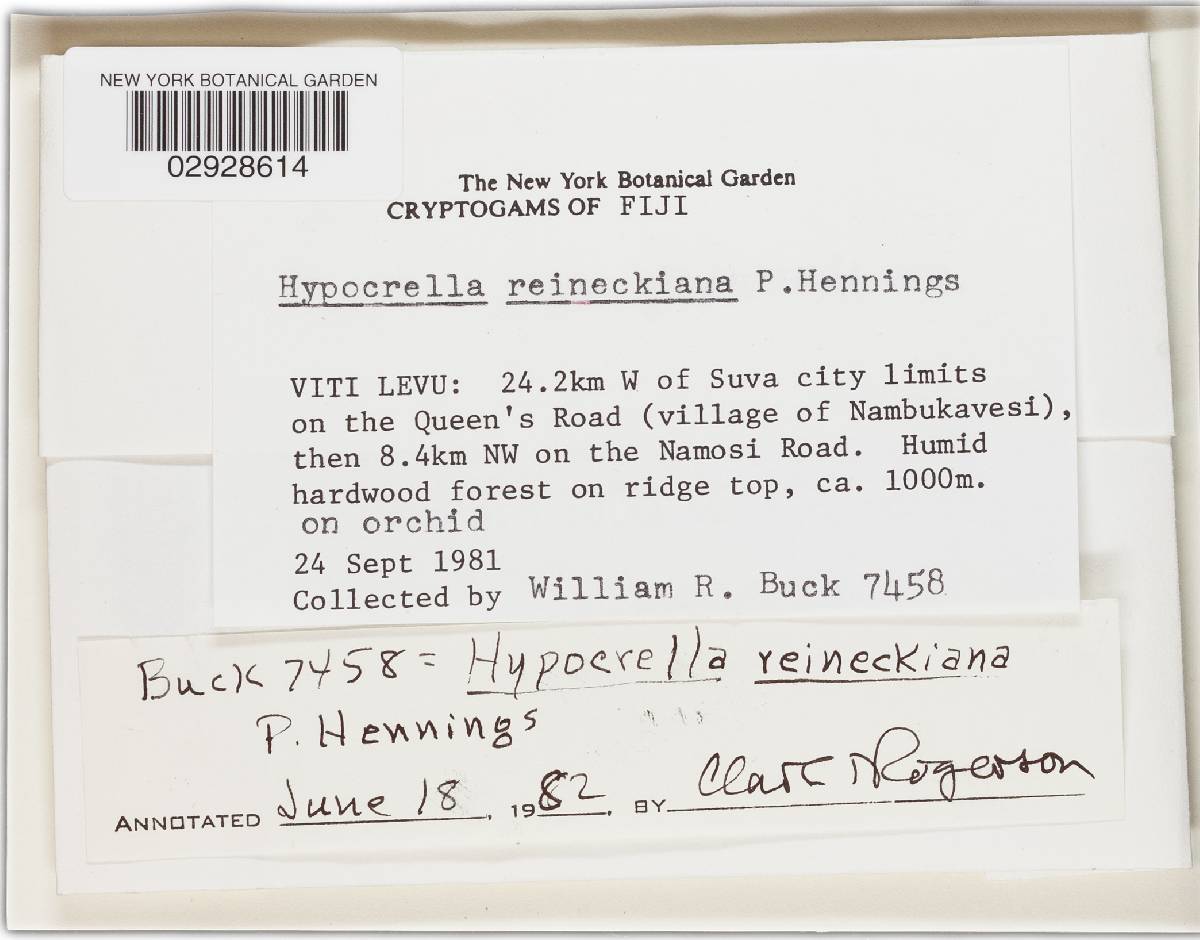 NEW YORK BOTANICAL GARDEN
02928614
The New York Botanical Garden
CRYPTOGAMS OF FIJI
Hypocrella reineckiana P.Hennings
VITI LEVU: 24.2km W of Suva city limits
on the Queen's Road (village of Nambukavesi),
then 8.4km NW on the Namosi Road. Humid
hardwood forest on ridge top, ca. 1000m.
on orchid
24 Sept 1981
Collected by William R. Buck 7458
Buck 7458 = Hypocrella reineckiana
P. Hennings
ANNOTATED June 18, 1982, BY Clark T Rogerson